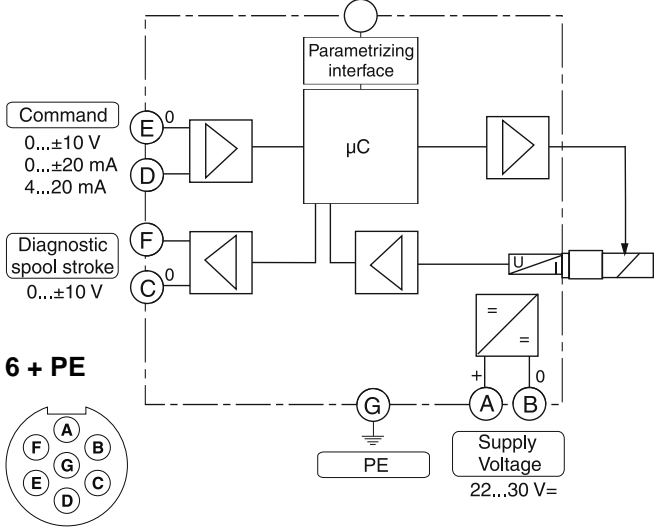 Parametrizing
interface
Command
E 0
0...±10 V
0...±20 mA
4...20 mA
D
µC
Diagnostic
spool stroke
0...±10 V
F
C 0
U
L
=
=
+ 0
A B
6 + PE
G
PE
Supply
Voltage
22...30 V=
A
F B
G
E C
D